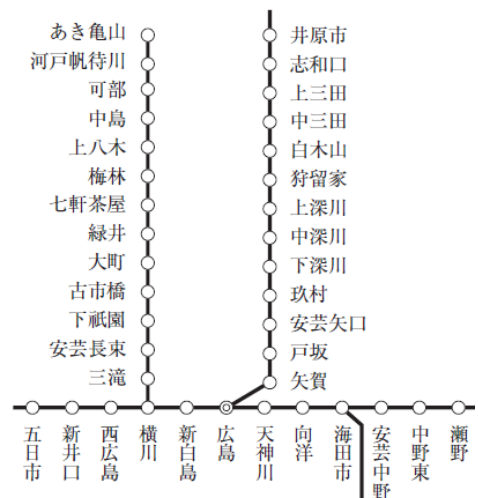 あき亀山
河戸帆待川
可部
中島
上八木
梅林
七軒茶屋
緑井
大町
古市橋
下祇園
安芸長束
三滝
井原市
志和口
上三田
中三田
白木山
狩留家
上深川
中深川
下深川
玖村
安芸矢口
戸坂
矢賀
五日市
新井口
西広島
横川
新白島
広島
天神川
向洋
海田市
安芸中野
中野東
瀬野